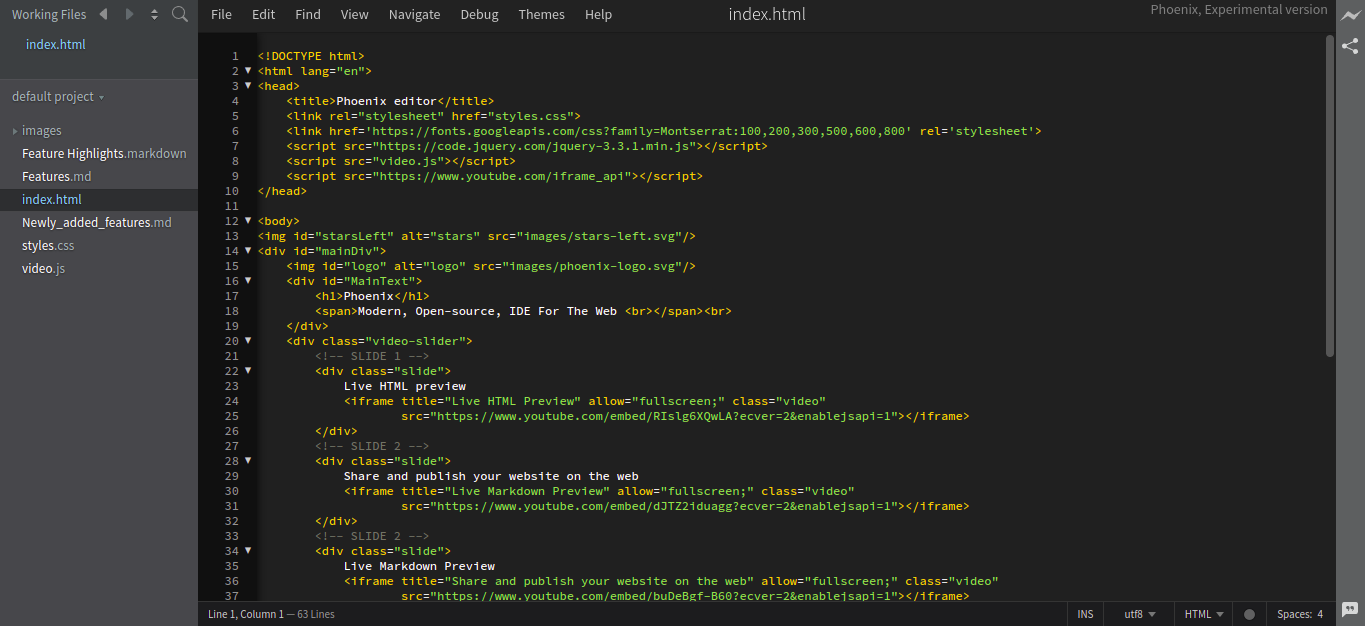 Working Files
index.html
default project
images
Feature Highlights.markdown
Features.md
index.html
Newly_added_features.md
styles.css
video.js
File Edit Find View Navigate Debug Themes Help
index.html
Phoenix, Experimental version
1 <!DOCTYPE html>
2 <html lang="en">
3 <head>
4 <title>Phoenix editor</title>
5 <link rel="stylesheet" href="styles.css">
6 <link href='https://fonts.googleapis.com/css?family=Montserrat:100,200,300,500,600,800' rel='stylesheet'>
7 <script src="https://code.jquery.com/jquery-3.3.1.min.js"></script>
8 <script src="video.js"></script>
9 <script src="https://www.youtube.com/iframe_api"></script>
10 </head>
11
12 <body>
13 <img id="starsLeft" alt="stars" src="images/stars-left.svg"/>
14 <div id="mainDiv">
15 <img id="logo" alt="logo" src="images/phoenix-logo.svg"/>
16 <div id="MainText">
17 <h1>Phoenix</h1>
18 <span>Modern, Open-source, IDE For The Web <br></span><br>
19 </div>
20 <div class="video-slider">
21 <!-- SLIDE 1 -->
22 <div class="slide">
23 Live HTML preview
24 <iframe title="Live HTML Preview" allow="fullscreen;" class="video"
25 src="https://www.youtube.com/embed/RIslg6XQwLA?ecver=2&enablejsapi=1"></iframe>
26 </div>
27 <!-- SLIDE 2 -->
28 <div class="slide">
29 Share and publish your website on the web
30 <iframe title="Live Markdown Preview" allow="fullscreen;" class="video"
31 src="https://www.youtube.com/embed/dJTZ2iduagg?ecver=2&enablejsapi=1"></iframe>
32 </div>
33 <!-- SLIDE 2 -->
34 <div class="slide">
35 Live Markdown Preview
36 <iframe title="Share and publish your website on the web" allow="fullscreen;" class="video"
37 src="https://www.youtube.com/embed/buDeBgf-B60?ecver=2&enablejsapi=1"></iframe>
Line 1, Column 1 — 63 Lines
INS utf8 HTML Spaces: 4